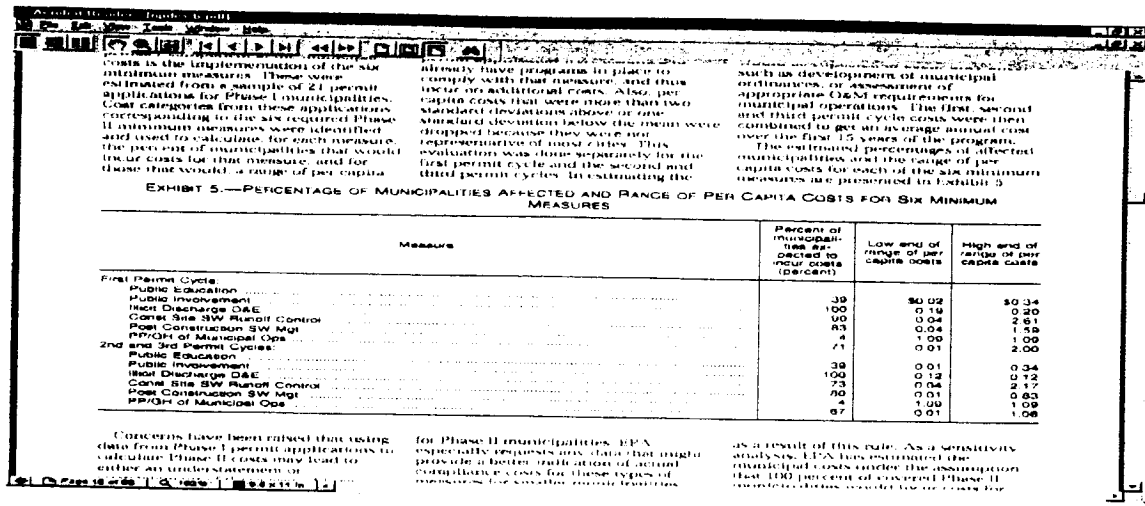 File Edit View Tools Window Help
costs is the implementation of the six
minimum measures. These were
estimated from a sample of 21 permit
applications for Phase I municipalities.
Cost categories from these applications
corresponding to the six required Phase
II minimum measures were identified
and used to calculate, for each measure,
the percent of municipalities that would
incur costs for that measure, and for
those that would, a range of per capita
already have programs in place to
comply with that measure, and thus
incur no additional costs. Also, per
capita costs that were more than two
standard deviations above or one
standard deviation below the mean were
dropped because they were not
representative of most cities. This
evaluation was done separately for the
first permit cycle and the second and
third permit cycles. In estimating the
such as development of municipal
ordinances, or assessment of
appropriate O&M requirements for
municipal operations. The first, second
and third permit cycle costs were then
combined to get an average annual cost
over the first 15 years of the program.
The estimated percentages of affected
municipalities and the range of per
capita costs for each of the six minimum
measures are presented in Exhibit 5
EXHIBIT 5.—PERCENTAGE OF MUNICIPALITIES AFFECTED AND RANGE OF PER CAPITA COSTS FOR SIX MINIMUM
MEASURES
Measure
Percent of
municipali-
ties ex-
pected to
incur costs
(percent)
Low end of
range of per
capita costs
High end of
range of per
capita costs
First Permit Cycle:
Public Education 39 $0.02 $0.34
Public Involvement 100 0.19 0.20
Illicit Discharge D&E 90 0.04 2.61
Const Site SW Runoff Control 83 0.04 1.59
Post Construction SW Mgt 4 1.09 1.09
PP/GH of Municipal Ops 71 0.01 2.00
2nd and 3rd Permit Cycles:
Public Education 39 0.01 0.34
Public Involvement 100 0.12 0.12
Illicit Discharge D&E 73 0.04 2.17
Const Site SW Runoff Control 80 0.01 0.83
Post Construction SW Mgt 4 1.09 1.09
PP/GH of Municipal Ops 67 0.01 1.08
Concerns have been raised that using
data from Phase I permit applications to
calculate Phase II costs may lead to
either an understatement or
for Phase II municipalities. EPA
especially requests any data that might
provide a better indication of actual
compliance costs for these types of
measures for smaller municipalities
as a result of this rule. As a sensitivity
analysis, EPA has estimated the
municipal costs under the assumption
that 100 percent of covered Phase II